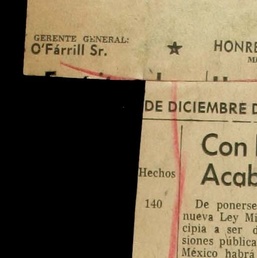 GERENTE GENERAL:
O'Fárrill Sr.
★ HONRE
DE DICIEMBRE
Con
Hechos
Acab
140
De ponerse
nueva Ley Mi
cipia a ser d
siones pública
México habrá